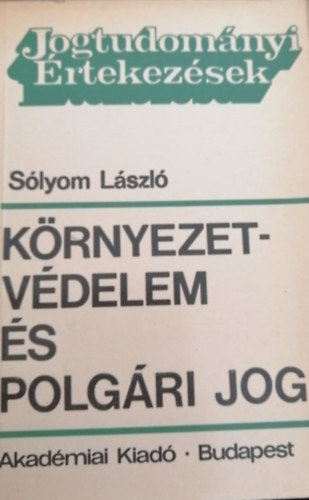 Jogtudományi
Értekezések
Sólyom László
KÖRNYEZET-
VÉDELEM
ÉS
POLGÁRI JOG
Akadémiai Kiadó · Budapest